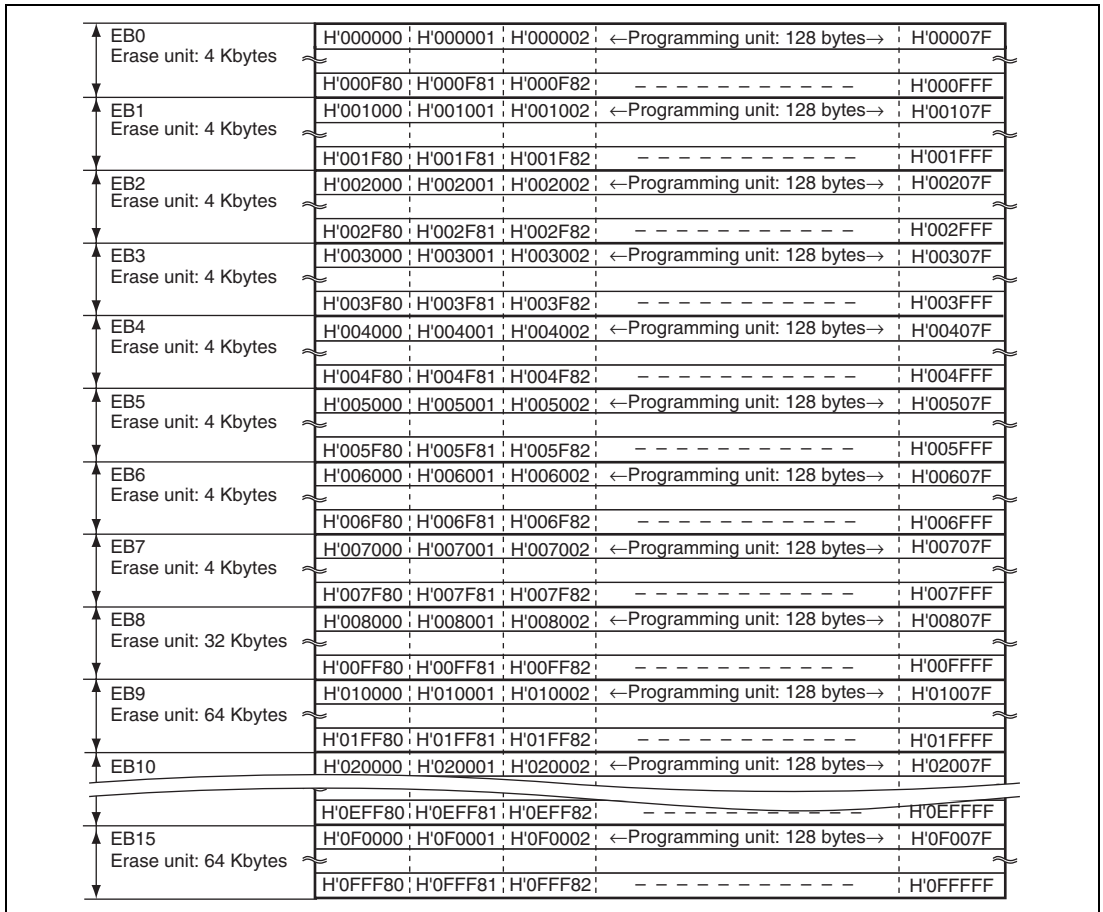 EB0 H'000000 H'000001 H'000002 ←Programming unit: 128 bytes→ H'00007F
Erase unit: 4 Kbytes
H'000F80 H'000F81 H'000F82 – – – – – – – – – – – H'000FFF
EB1 H'001000 H'001001 H'001002 ←Programming unit: 128 bytes→ H'00107F
Erase unit: 4 Kbytes
H'001F80 H'001F81 H'001F82 – – – – – – – – – – – H'001FFF
EB2 H'002000 H'002001 H'002002 ←Programming unit: 128 bytes→ H'00207F
Erase unit: 4 Kbytes
H'002F80 H'002F81 H'002F82 – – – – – – – – – – – H'002FFF
EB3 H'003000 H'003001 H'003002 ←Programming unit: 128 bytes→ H'00307F
Erase unit: 4 Kbytes
H'003F80 H'003F81 H'003F82 – – – – – – – – – – – H'003FFF
EB4 H'004000 H'004001 H'004002 ←Programming unit: 128 bytes→ H'00407F
Erase unit: 4 Kbytes
H'004F80 H'004F81 H'004F82 – – – – – – – – – – – H'004FFF
EB5 H'005000 H'005001 H'005002 ←Programming unit: 128 bytes→ H'00507F
Erase unit: 4 Kbytes
H'005F80 H'005F81 H'005F82 – – – – – – – – – – – H'005FFF
EB6 H'006000 H'006001 H'006002 ←Programming unit: 128 bytes→ H'00607F
Erase unit: 4 Kbytes
H'006F80 H'006F81 H'006F82 – – – – – – – – – – – H'006FFF
EB7 H'007000 H'007001 H'007002 ←Programming unit: 128 bytes→ H'00707F
Erase unit: 4 Kbytes
H'007F80 H'007F81 H'007F82 – – – – – – – – – – – H'007FFF
EB8 H'008000 H'008001 H'008002 ←Programming unit: 128 bytes→ H'00807F
Erase unit: 32 Kbytes
H'00FF80 H'00FF81 H'00FF82 – – – – – – – – – – – H'00FFFF
EB9 H'010000 H'010001 H'010002 ←Programming unit: 128 bytes→ H'01007F
Erase unit: 64 Kbytes
H'01FF80 H'01FF81 H'01FF82 – – – – – – – – – – – H'01FFFF
EB10 H'020000 H'020001 H'020002 ←Programming unit: 128 bytes→ H'02007F
H'0EFF80 H'0EFF81 H'0EFF82 – – – – – – – – – – – H'0EFFFF
EB15 H'0F0000 H'0F0001 H'0F0002 ←Programming unit: 128 bytes→ H'0F007F
Erase unit: 64 Kbytes
H'0FFF80 H'0FFF81 H'0FFF82 – – – – – – – – – – – H'0FFFFF